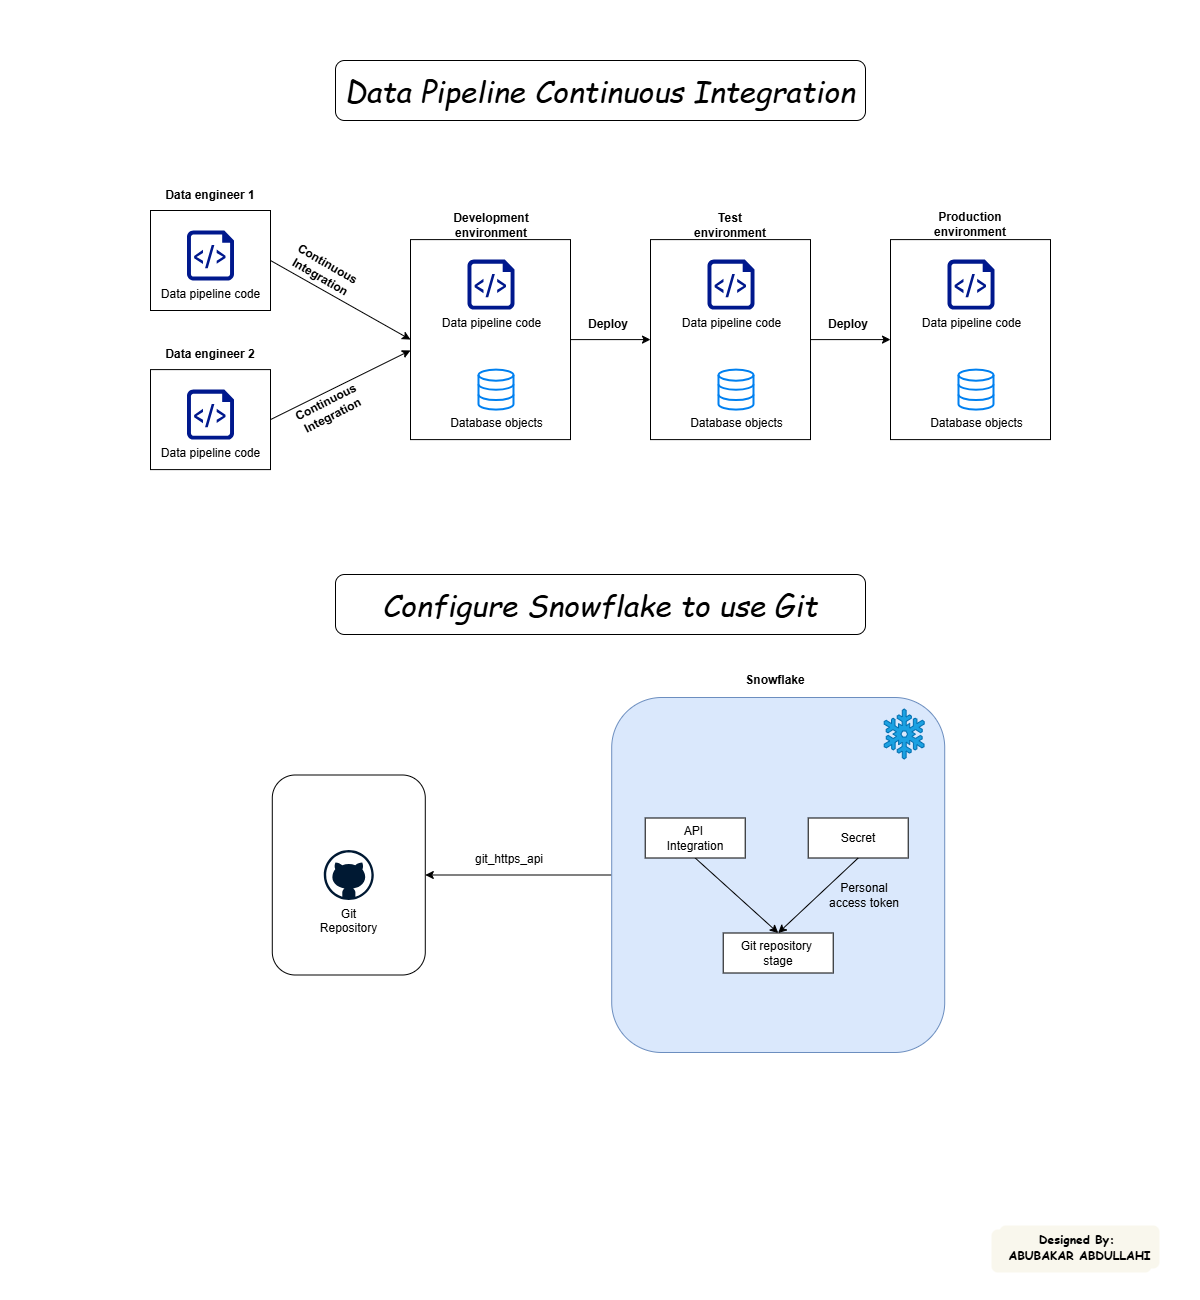 Data Pipeline Continuous Integration
Data engineer 1
</>
Data pipeline code
Continuous
Integration
Data engineer 2
</>
Data pipeline code
Continuous
Integration
Development
environment
</>
Data pipeline code
Database objects
Deploy
Test
environment
</>
Data pipeline code
Database objects
Deploy
Production
environment
</>
Data pipeline code
Database objects
Configure Snowflake to use Git
Snowflake
API
Integration
Secret
Personal
access token
Git repository
stage
git_https_api
Git
Repository
Designed By:
ABUBAKAR ABDULLAHI